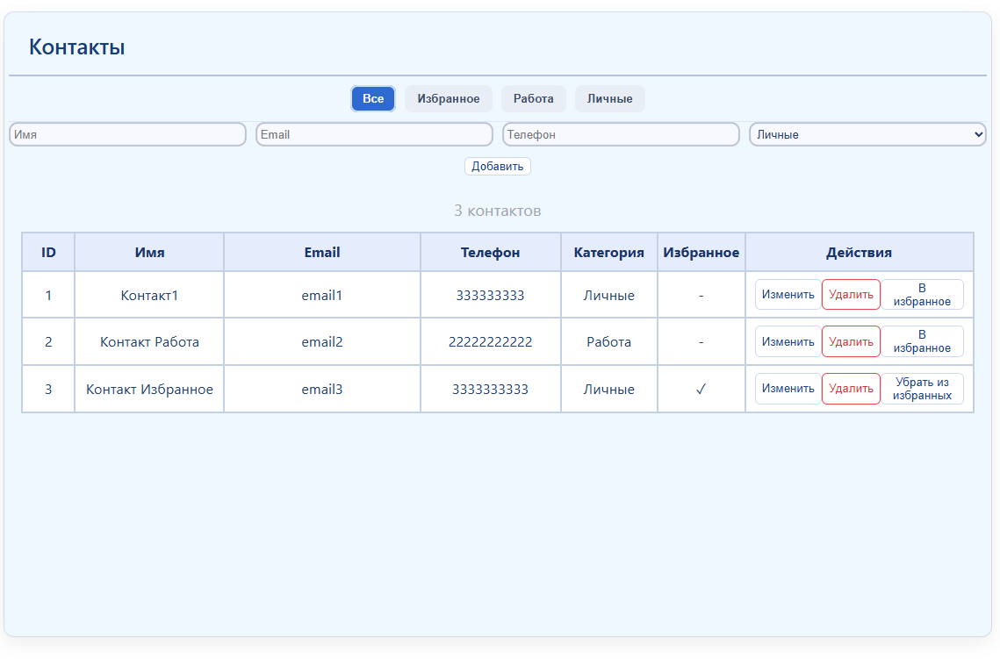 Контакты
Все Избранное Работа Личные
Имя Email Телефон Личные
Добавить
3 контактов
ID Имя Email Телефон Категория Избранное Действия
1 Контакт1 email1 333333333 Личные - Изменить Удалить В избранное
2 Контакт Работа email2 22222222222 Работа - Изменить Удалить В избранное
3 Контакт Избранное email3 3333333333 Личные ✓ Изменить Удалить Убрать из избранных